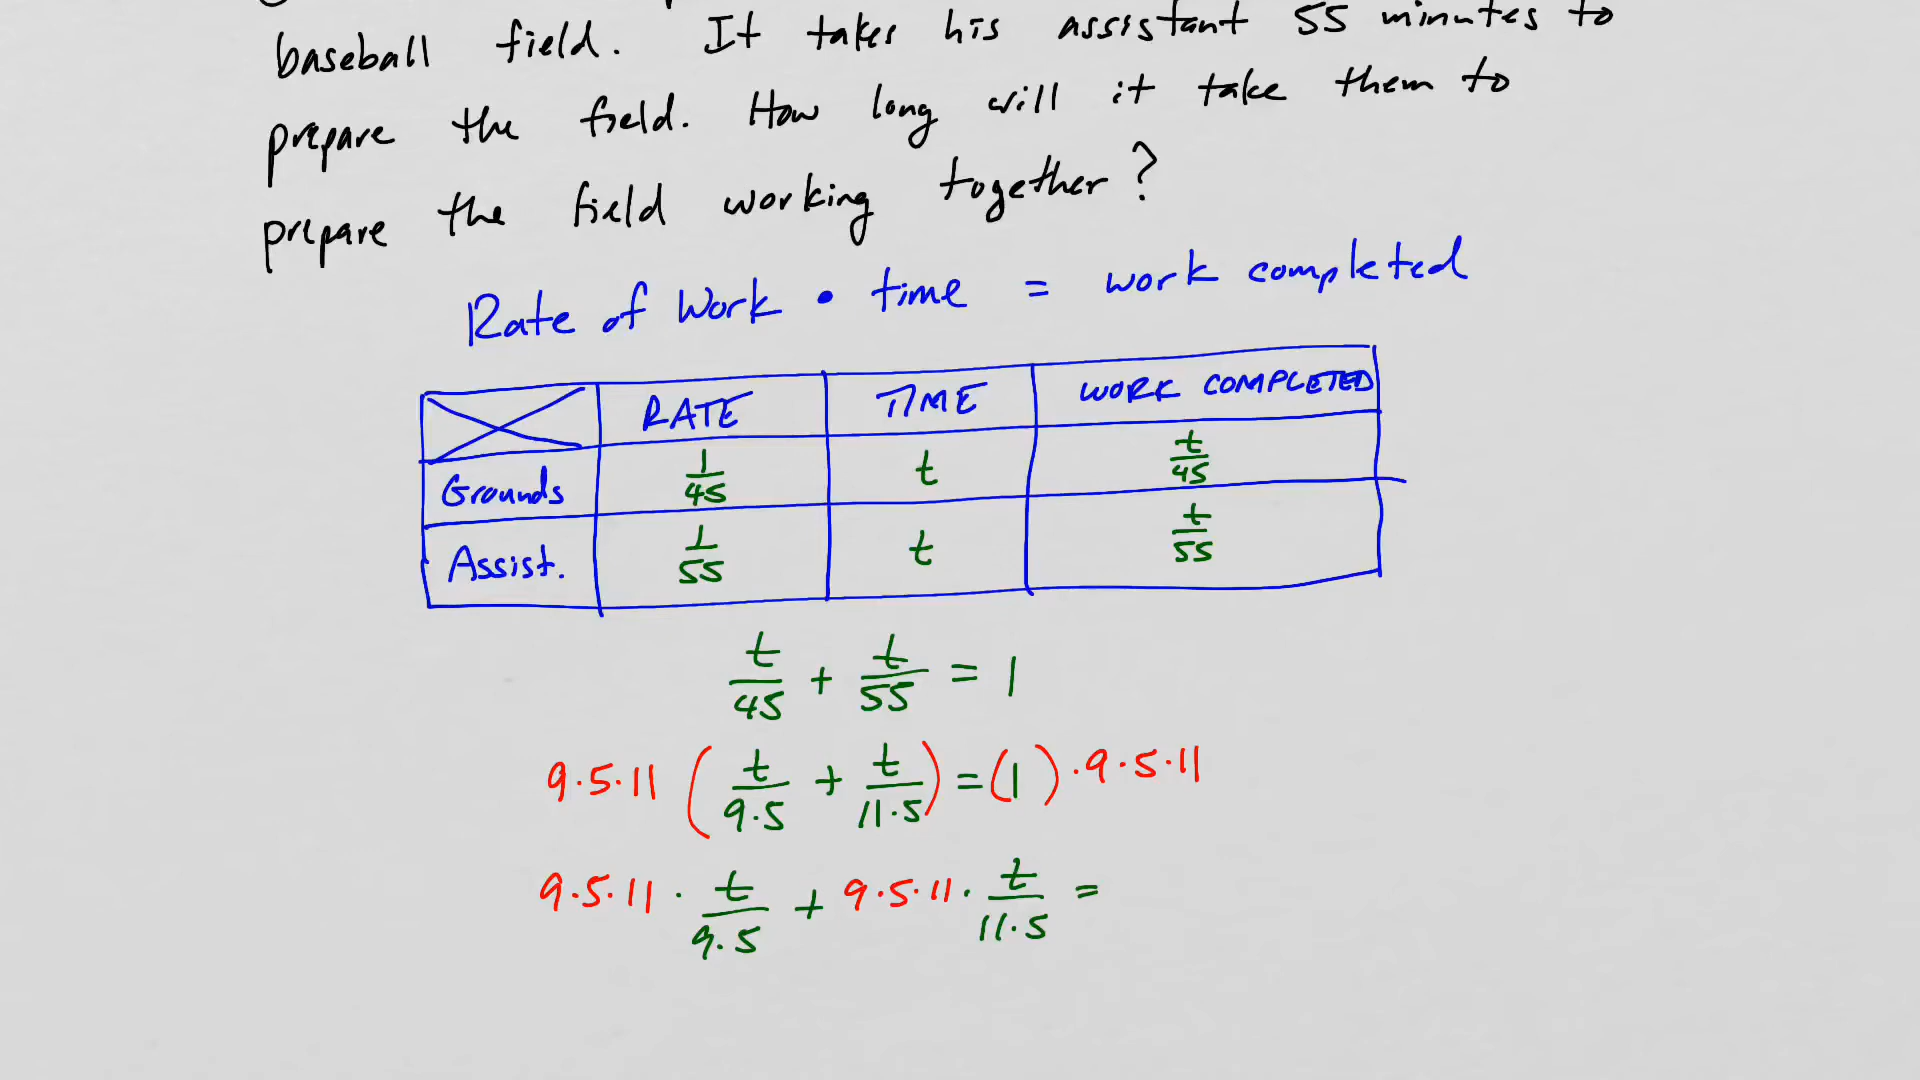 baseball field. It takes his assistant 55 minutes to
prepare the field. How long will it take them to
prepare the field working together?
Rate of Work • time = work completed
RATE TIME WORK COMPLETED
Grounds 1/45 t t/45
Assist. 1/55 t t/55
t/45 + t/55 = 1
9·5·11 (t/9·5 + t/11·5) = (1)·9·5·11
9·5·11 · t/9·5 + 9·5·11 · t/11·5 =